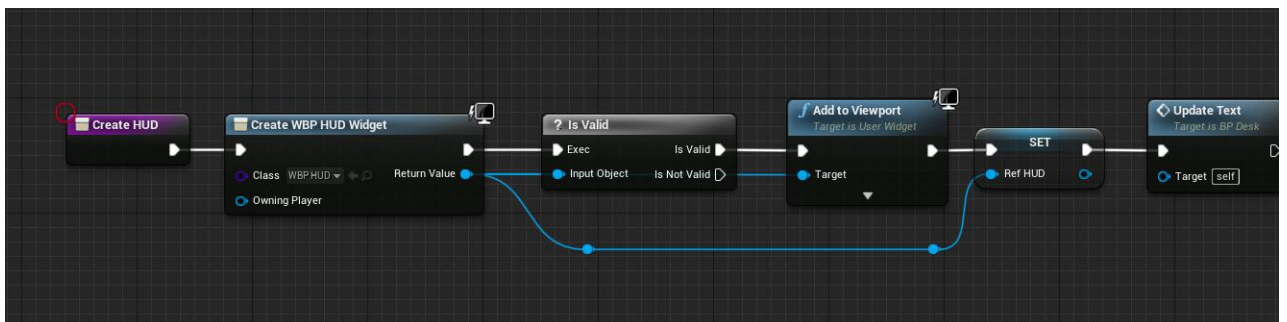 Create HUD
Create WBP HUD Widget
Class WBP HUD
Return Value
Owning Player
? Is Valid
Exec
Is Valid
Input Object
Is Not Valid
f Add to Viewport
Target is User Widget
Target
SET
Ref HUD
Update Text
Target is BP Desk
Target self